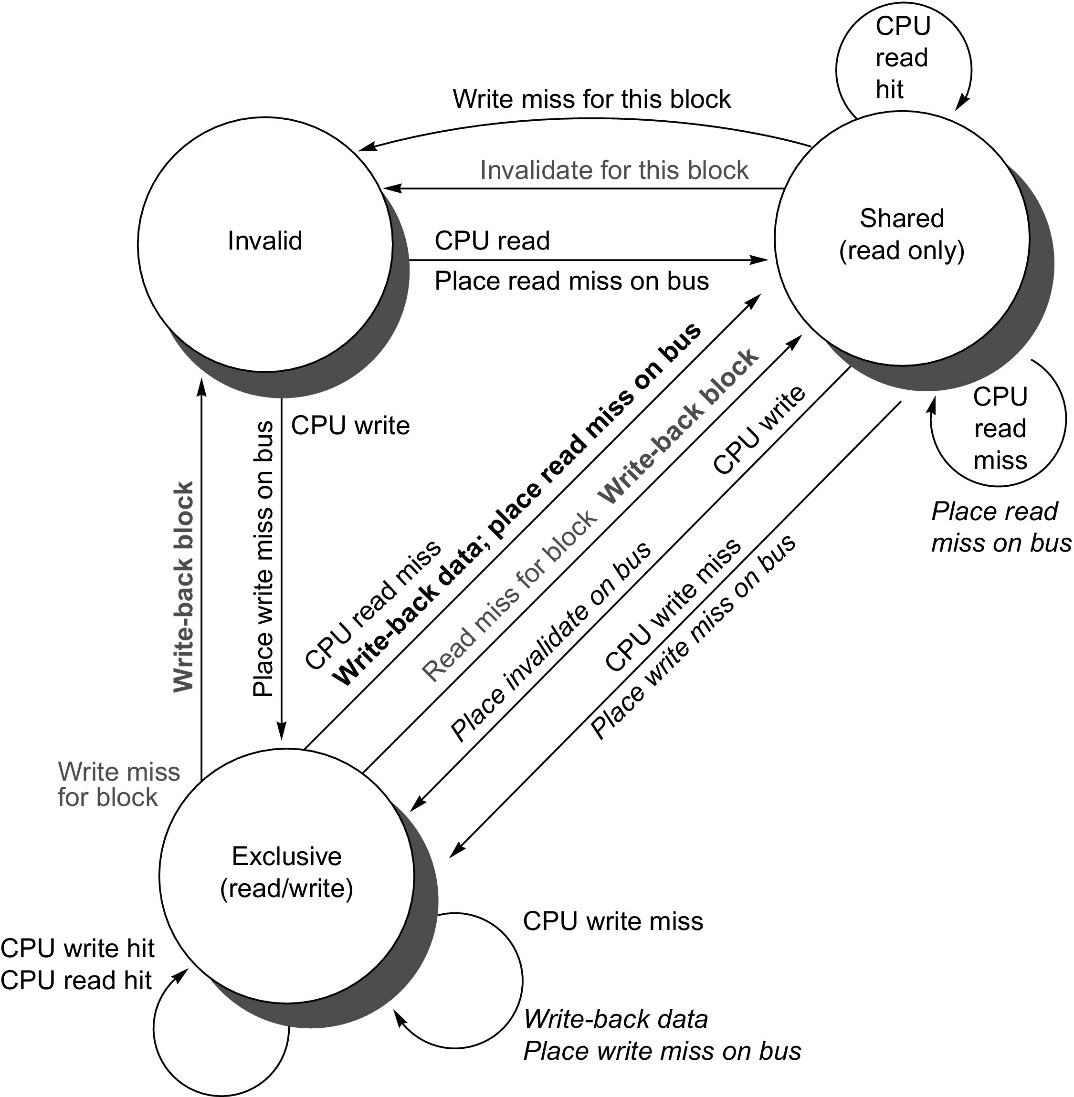 CPU
read
hit
Write miss for this block
Invalidate for this block
Invalid
Shared
(read only)
CPU read
Place read miss on bus
CPU write
Place write miss on bus
Write-back block
Write miss
for block
CPU read miss
Write-back data; place read miss on bus
Read miss for block Write-back block
CPU write
Place invalidate on bus
CPU write miss
Place write miss on bus
CPU
read
miss
Place read
miss on bus
Exclusive
(read/write)
CPU write hit
CPU read hit
CPU write miss
Write-back data
Place write miss on bus